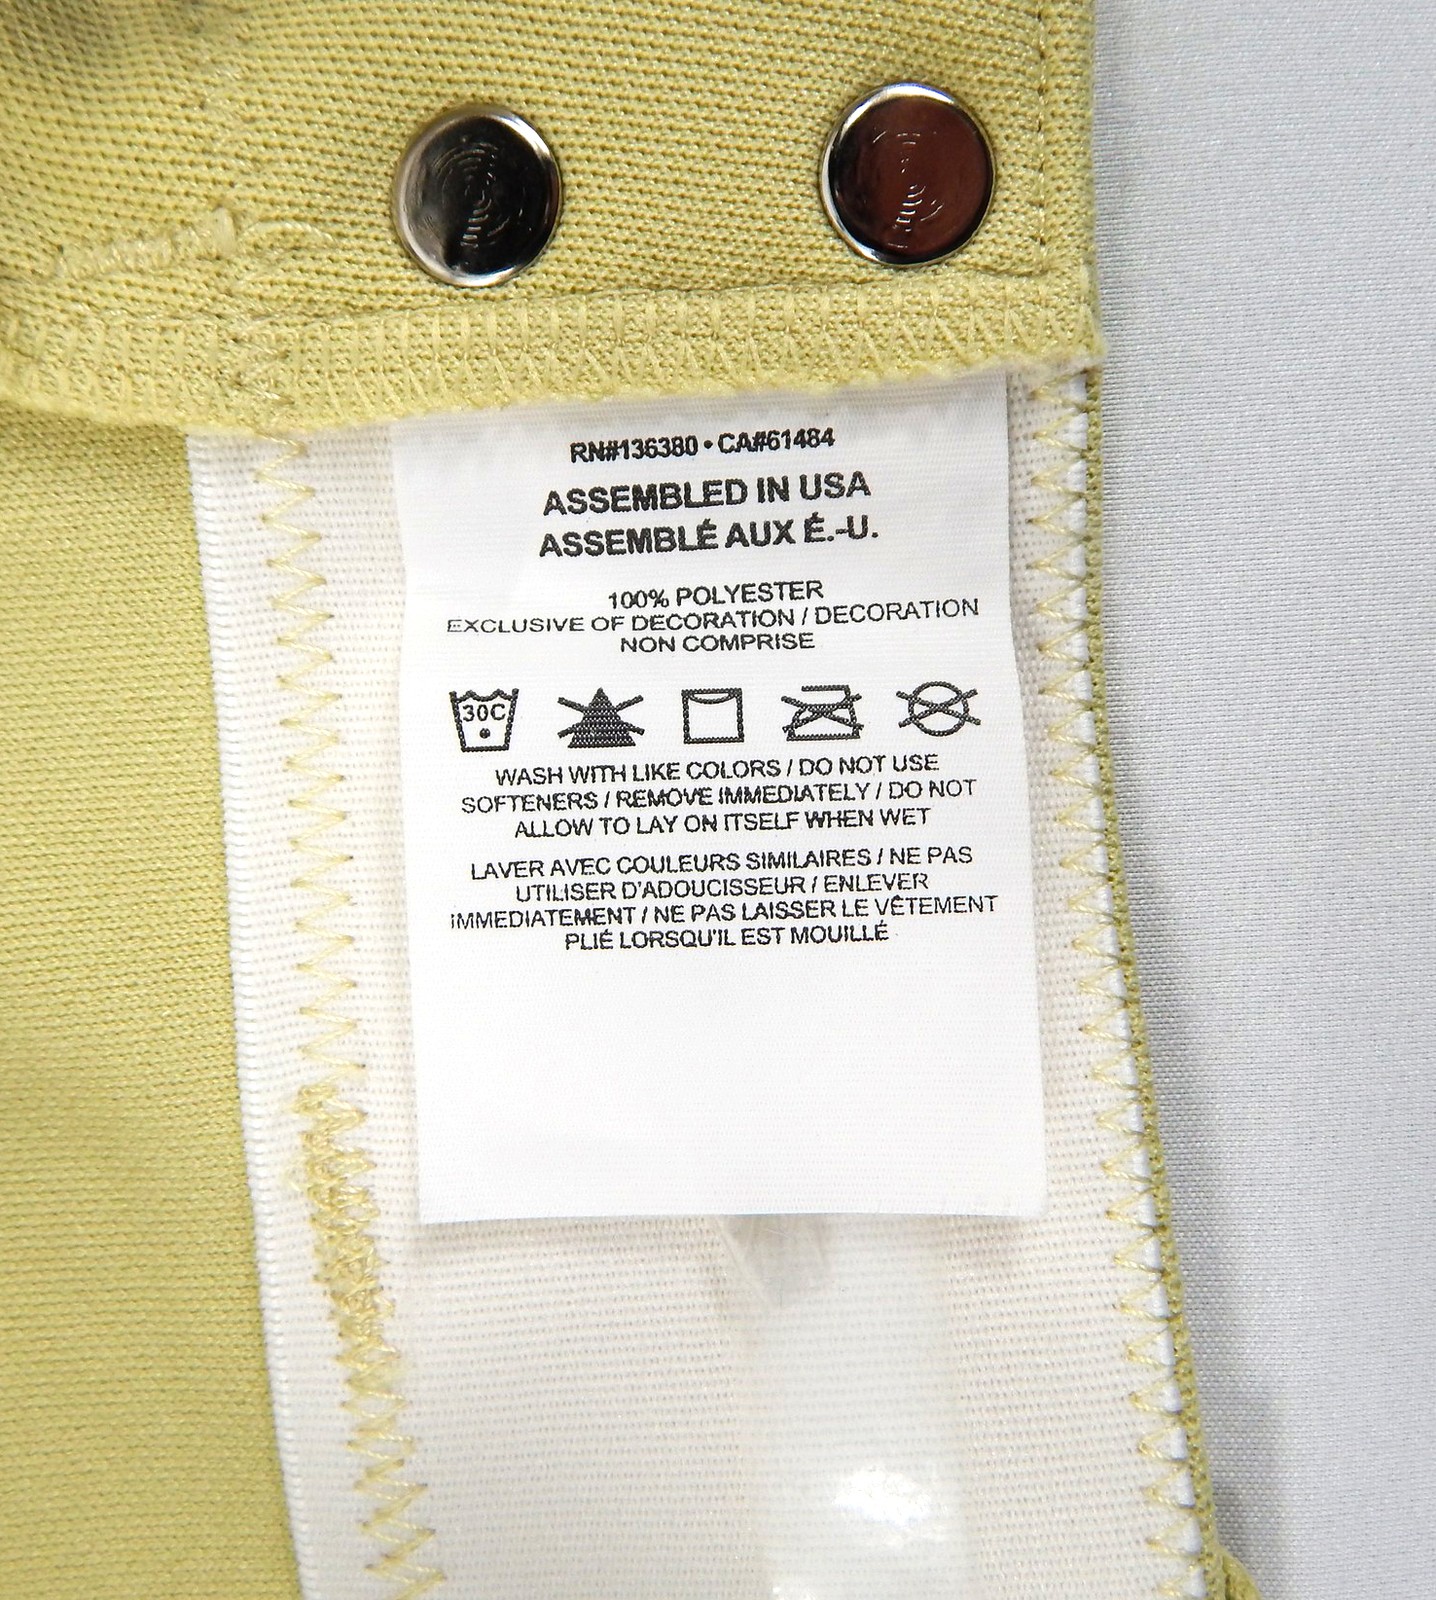 RN#136380 • CA#61484
ASSEMBLED IN USA
ASSEMBLÉ AUX É.-U.
100% POLYESTER
EXCLUSIVE OF DECORATION / DECORATION
NON COMPRISE
30C
WASH WITH LIKE COLORS / DO NOT USE
SOFTENERS / REMOVE IMMEDIATELY / DO NOT
ALLOW TO LAY ON ITSELF WHEN WET
LAVER AVEC COULEURS SIMILAIRES / NE PAS
UTILISER D'ADOUCISSEUR / ENLEVER
IMMEDIATEMENT / NE PAS LAISSER LE VÊTEMENT
PLIÉ LORSQU'IL EST MOUILLÉ